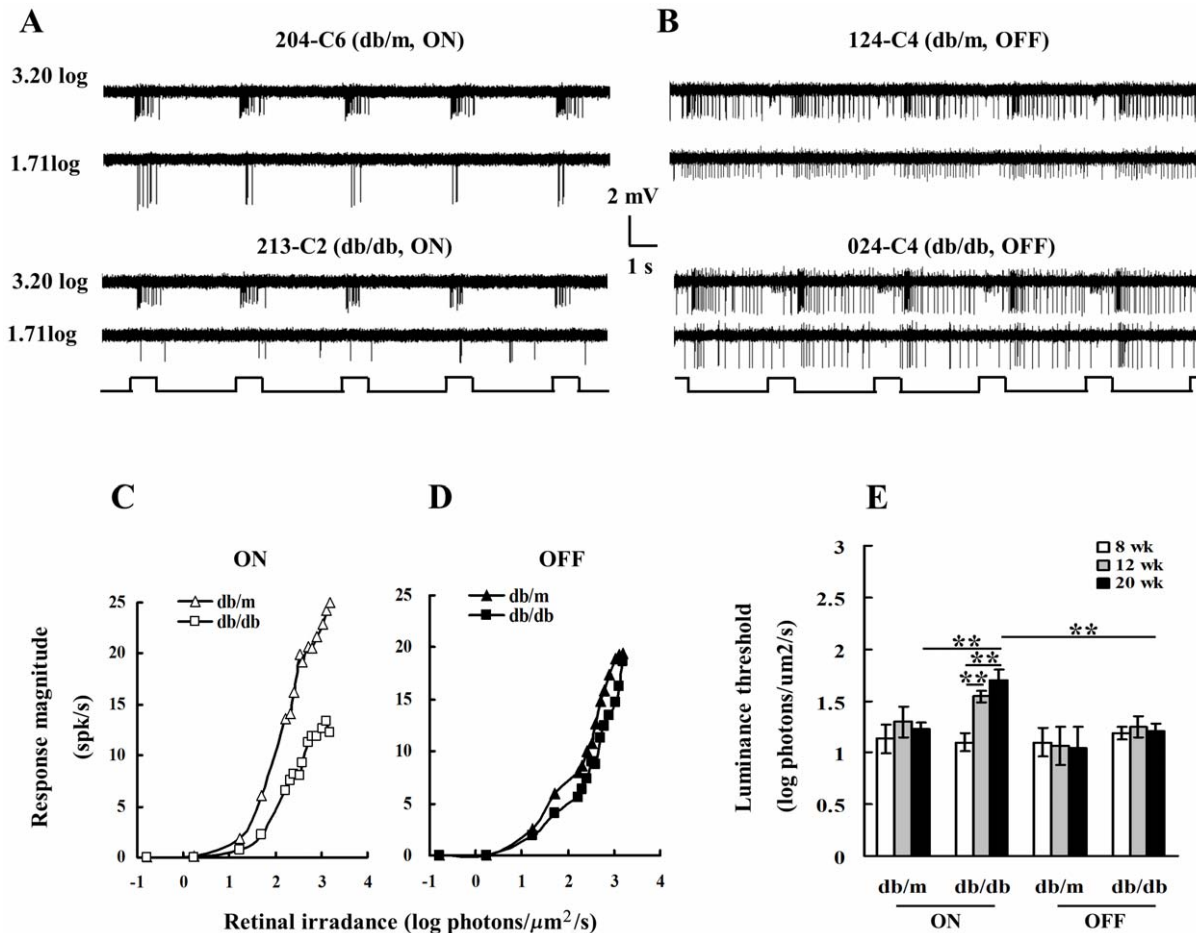 A
B
204-C6 (db/m, ON)
124-C4 (db/m, OFF)
3.20 log
1.71log
2 mV
1 s
213-C2 (db/db, ON)
024-C4 (db/db, OFF)
3.20 log
1.71log
C
D
E
ON
OFF
db/m
db/db
db/m
db/db
8 wk
12 wk
20 wk
Response magnitude
(spk/s)
25
20
15
10
5
0
-1 0 1 2 3 4
25
20
15
10
5
0
-1 0 1 2 3 4
Retinal irradance (log photons/μm²/s)
Luminance threshold
(log photons/um2/s)
3
2.5
2
1.5
1
0.5
0
**
**
**
**
db/m db/db db/m db/db
ON OFF